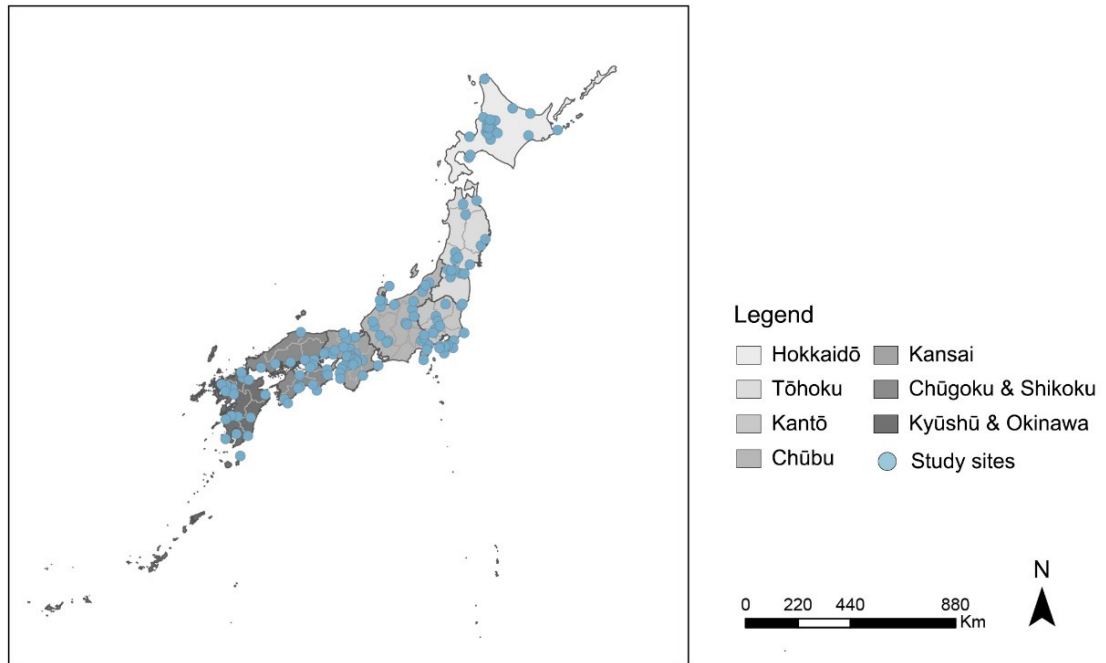 Legend
Hokkaidō
Tōhoku
Kantō
Chūbu
Kansai
Chūgoku & Shikoku
Kyūshū & Okinawa
Study sites
0 220 440 880
Km
N